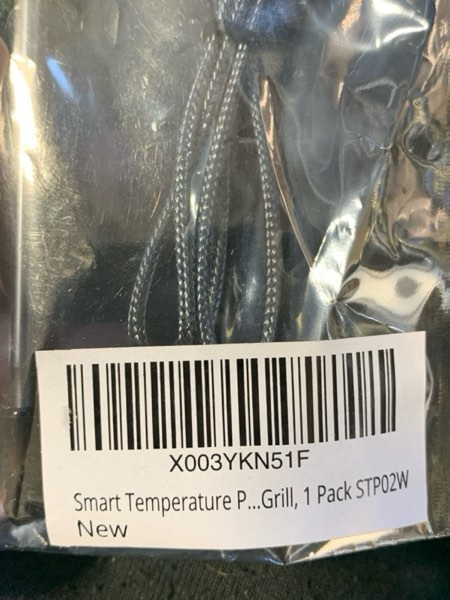 X003YKN51F
Smart Temperature P...Grill, 1 Pack STP02W
New